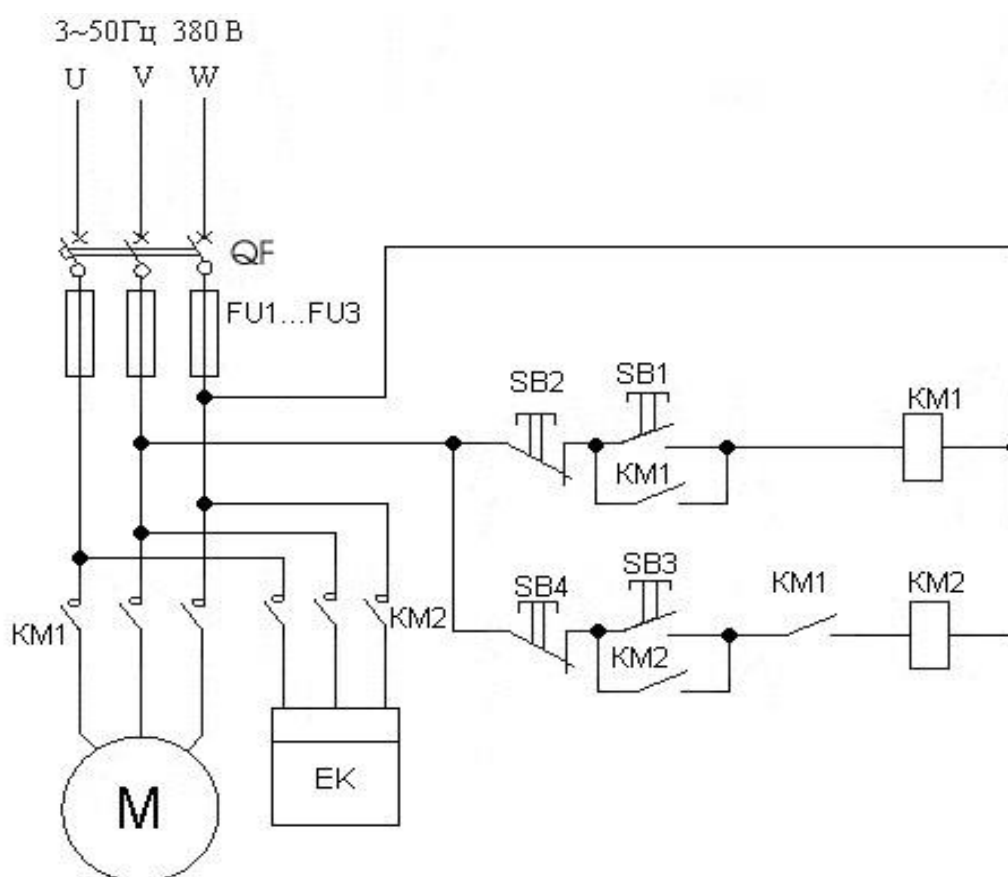 3~50Гц 380 В
U V W
QF
FU1...FU3
SB2 SB1 KM1
KM1
SB4 SB3 KM1 KM2
KM1 KM2 KM2
EK
M